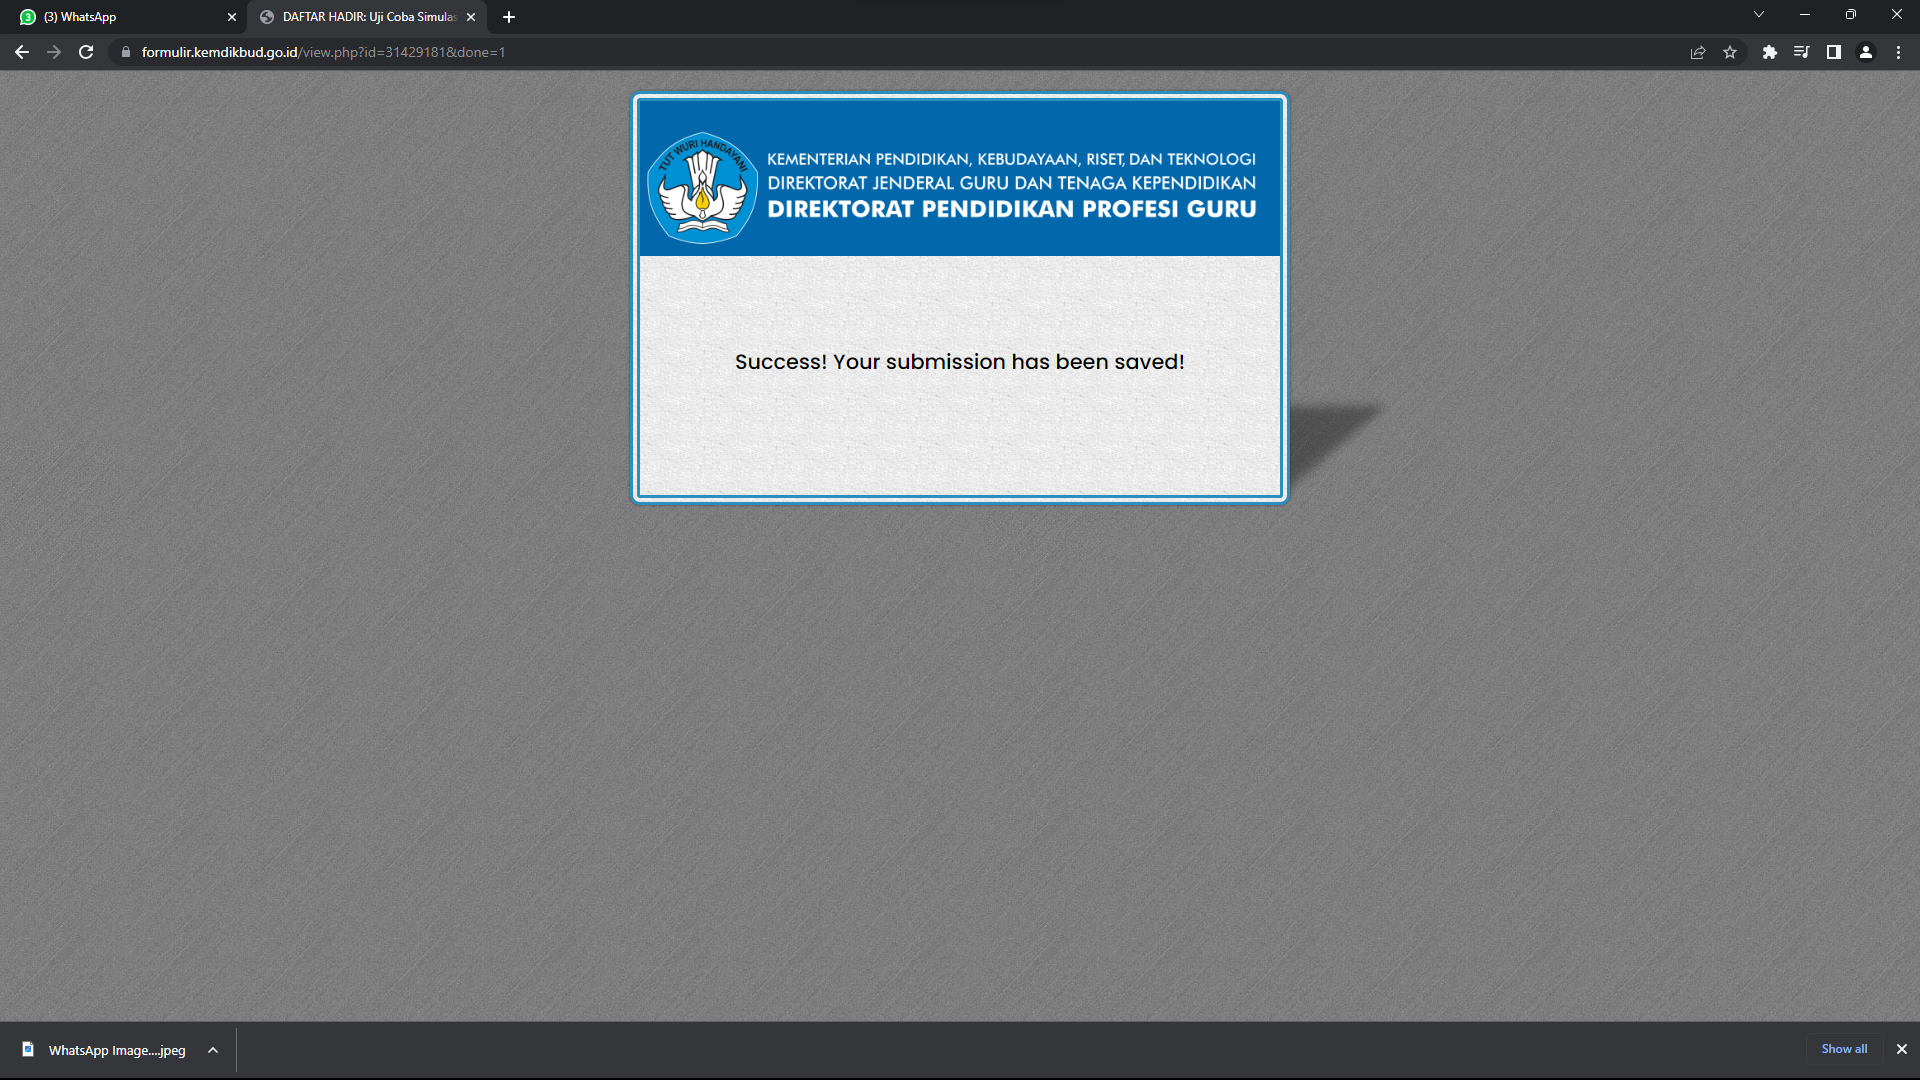 3
(3) WhatsApp
DAFTAR HADIR: Uji Coba Simulas
formulir.kemdikbud.go.id/view.php?id=31429181&done=1
TUT WURI HANDAYANI
KEMENTERIAN PENDIDIKAN, KEBUDAYAAN, RISET, DAN TEKNOLOGI
DIREKTORAT JENDERAL GURU DAN TENAGA KEPENDIDIKAN
DIREKTORAT PENDIDIKAN PROFESI GURU
Success! Your submission has been saved!
WhatsApp Image....jpeg
Show all